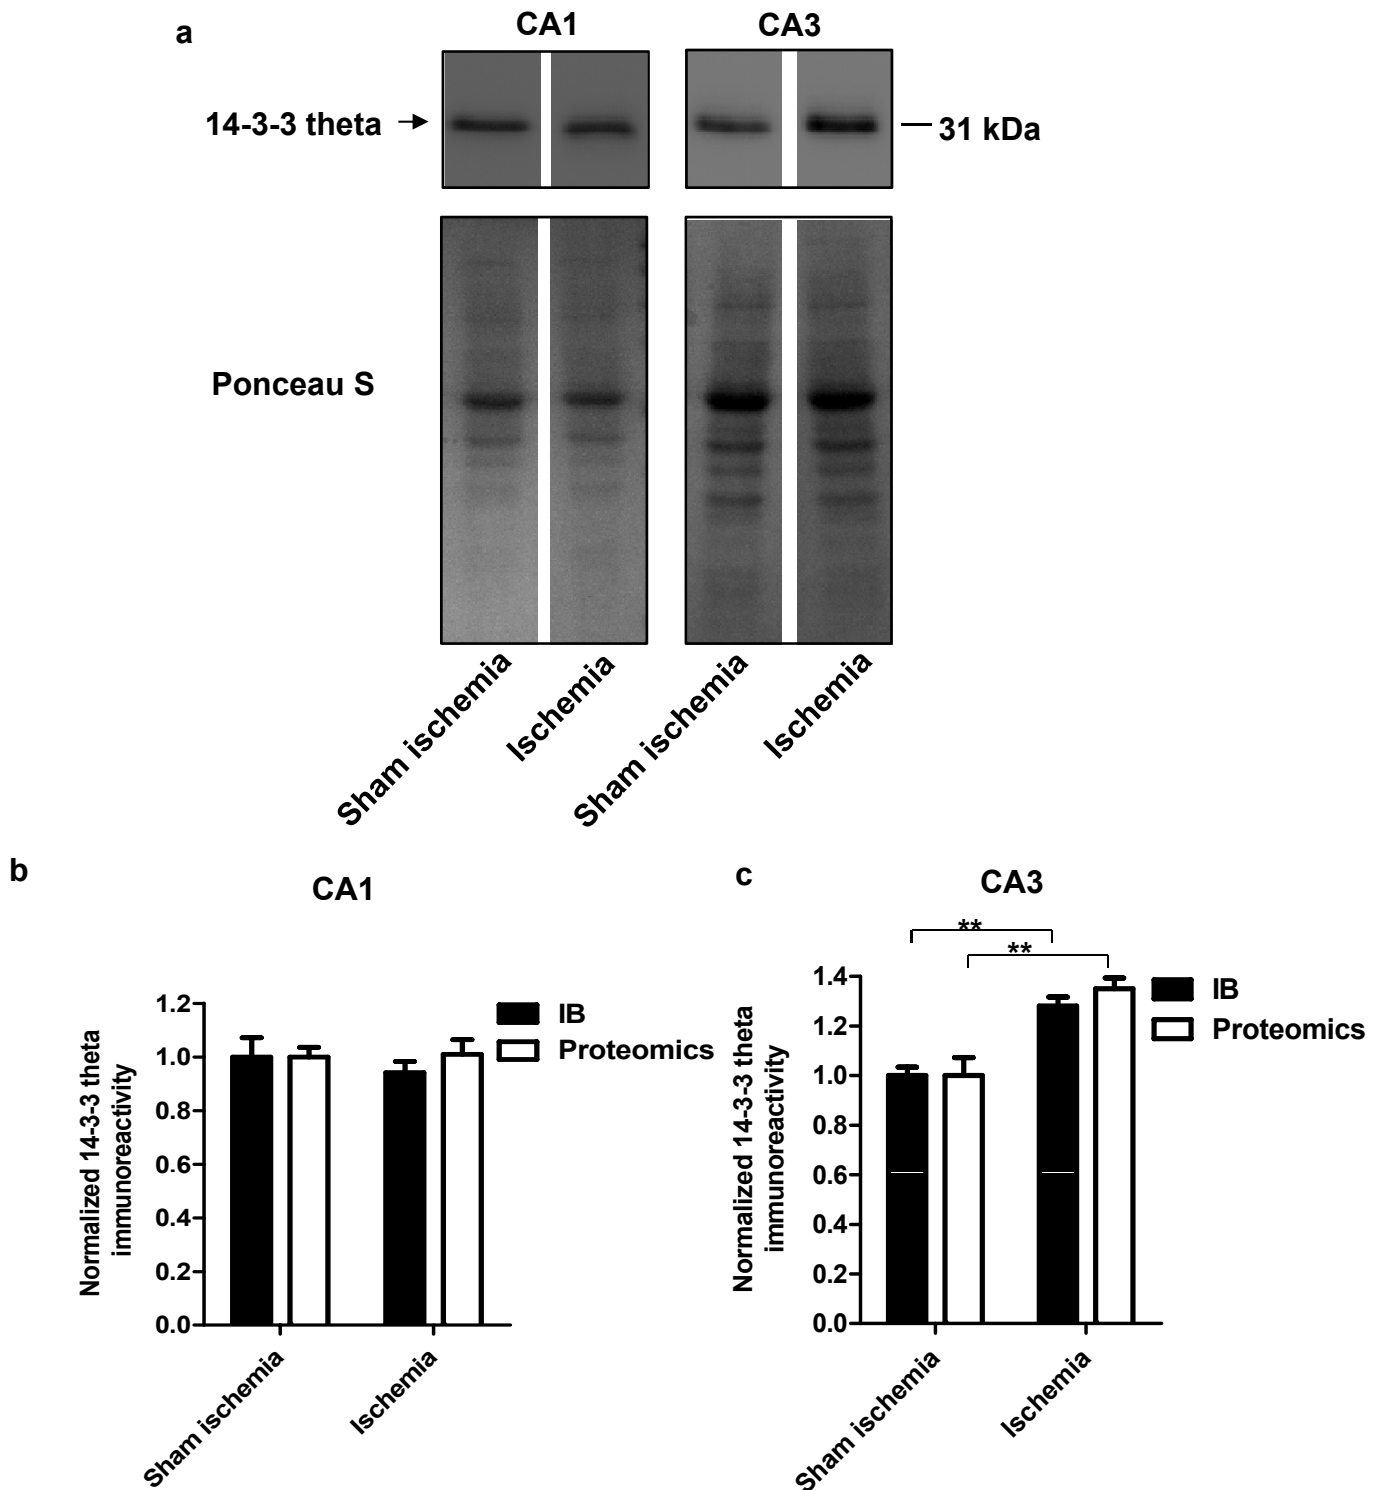 a
CA1
CA3
14-3-3 theta
31 kDa
Ponceau S
Sham ischemia
Ischemia
Sham ischemia
Ischemia
b
CA1
1.2
1.0
0.8
0.6
0.4
0.2
0.0
Normalized 14-3-3 theta
immunoreactivity
IB
Proteomics
Sham ischemia
Ischemia
c
CA3
**
**
1.4
1.2
1.0
0.8
0.6
0.4
0.2
0.0
Normalized 14-3-3 theta
immunoreactivity
IB
Proteomics
Sham ischemia
Ischemia